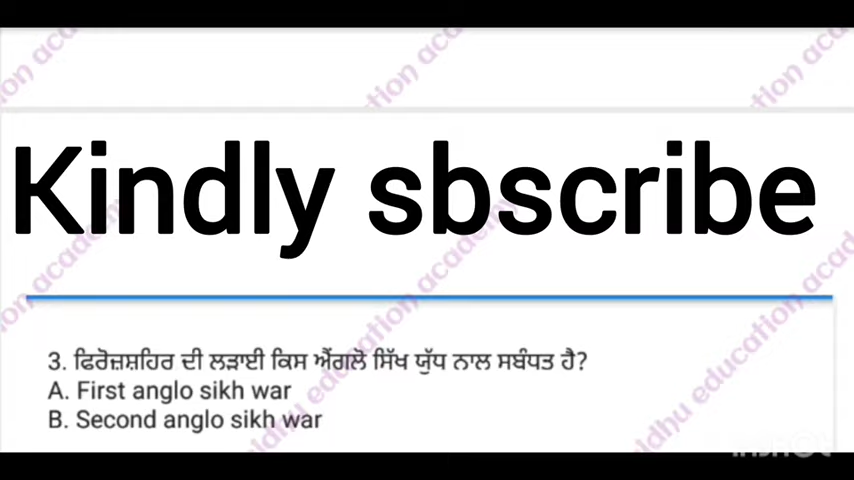 Kindly sbscribe
3. ਫਿਰੋਜ਼ਸ਼ਹਿਰ ਦੀ ਲੜਾਈ ਕਿਸ ਐਂਗਲੋ ਸਿੱਖ ਯੁੱਧ ਨਾਲ ਸਬੰਧਤ ਹੈ?
A. First anglo sikh war
B. Second anglo sikh war